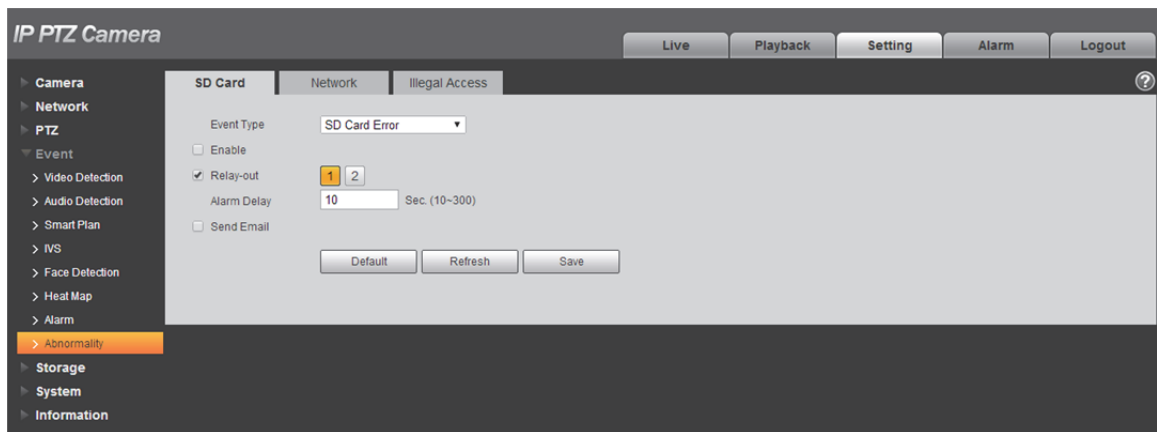 IP PTZ Camera
Live Playback Setting Alarm Logout
Camera
Network
PTZ
Event
Video Detection
Audio Detection
Smart Plan
IVS
Face Detection
Heat Map
Alarm
Abnormality
Storage
System
Information
SD Card Network Illegal Access ?
Event Type SD Card Error
Enable
Relay-out 1 2
Alarm Delay 10 Sec. (10~300)
Send Email
Default Refresh Save